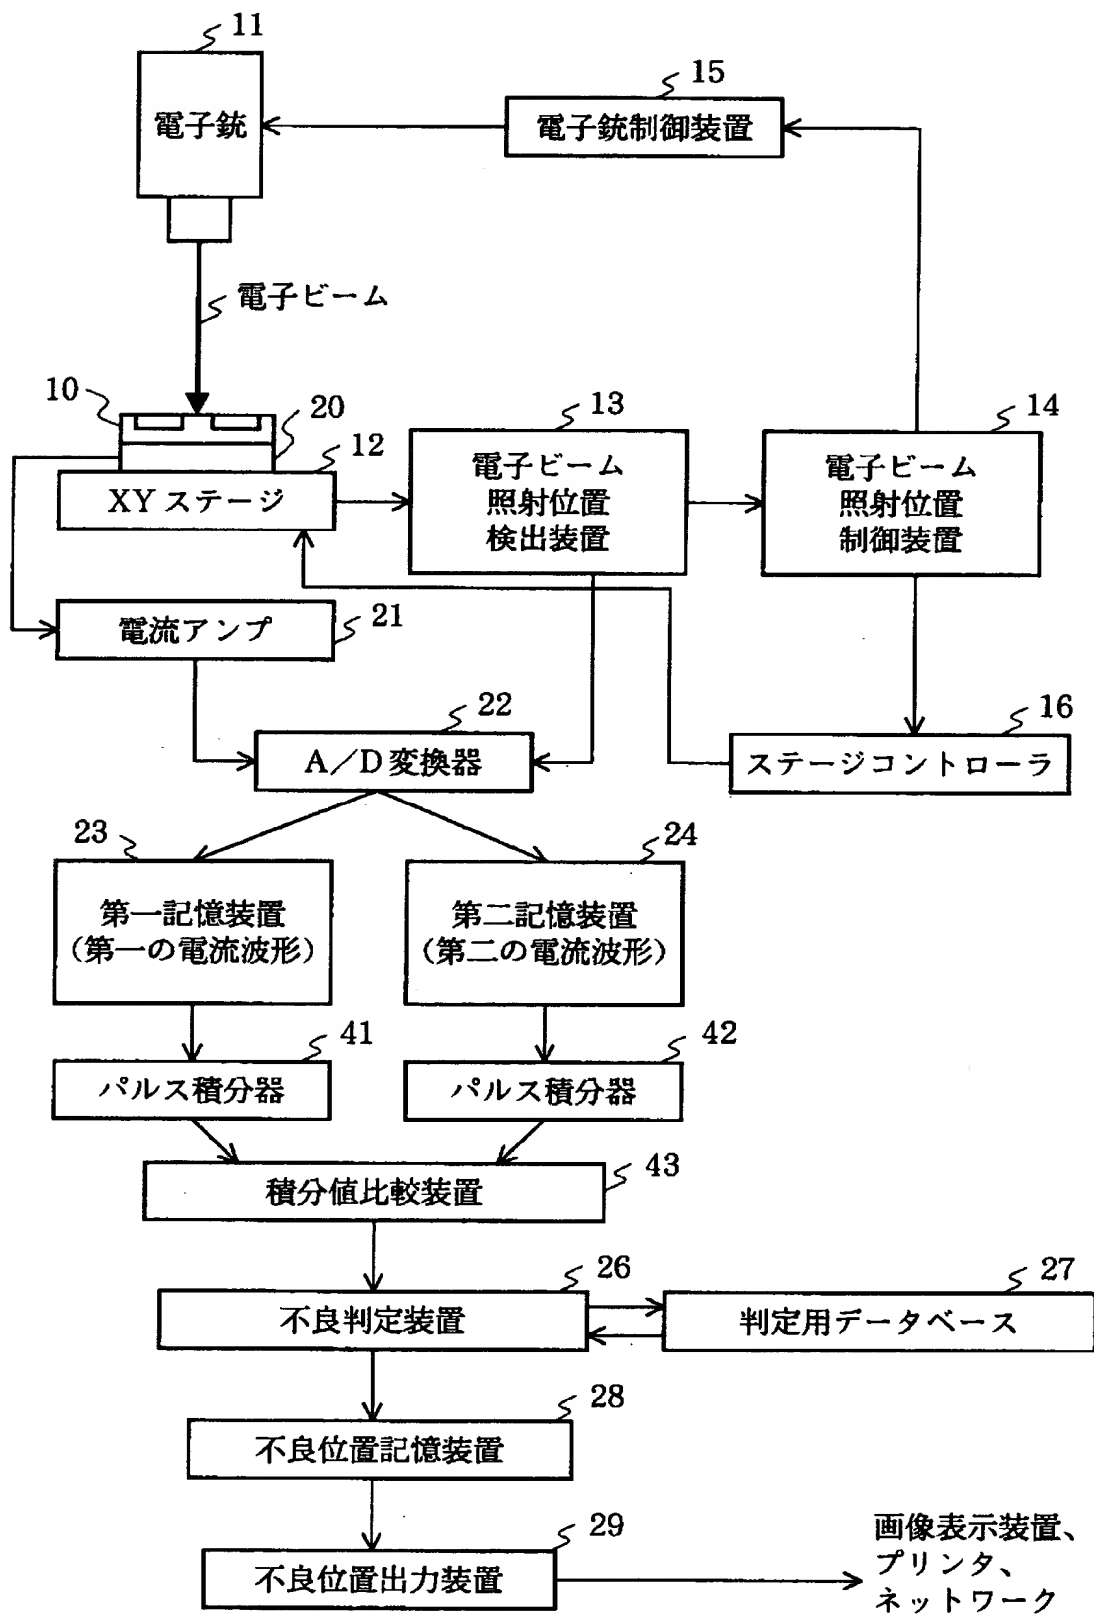 11
電子銃
15
電子銃制御装置
電子ビーム
10
20
12
XYステージ
13
電子ビーム
照射位置
検出装置
14
電子ビーム
照射位置
制御装置
電流アンプ
21
22
A/D変換器
16
ステージコントローラ
23
第一記憶装置
(第一の電流波形)
24
第二記憶装置
(第二の電流波形)
41
パルス積分器
42
パルス積分器
43
積分値比較装置
26
不良判定装置
27
判定用データベース
28
不良位置記憶装置
29
不良位置出力装置
画像表示装置、
プリンタ、
ネットワーク